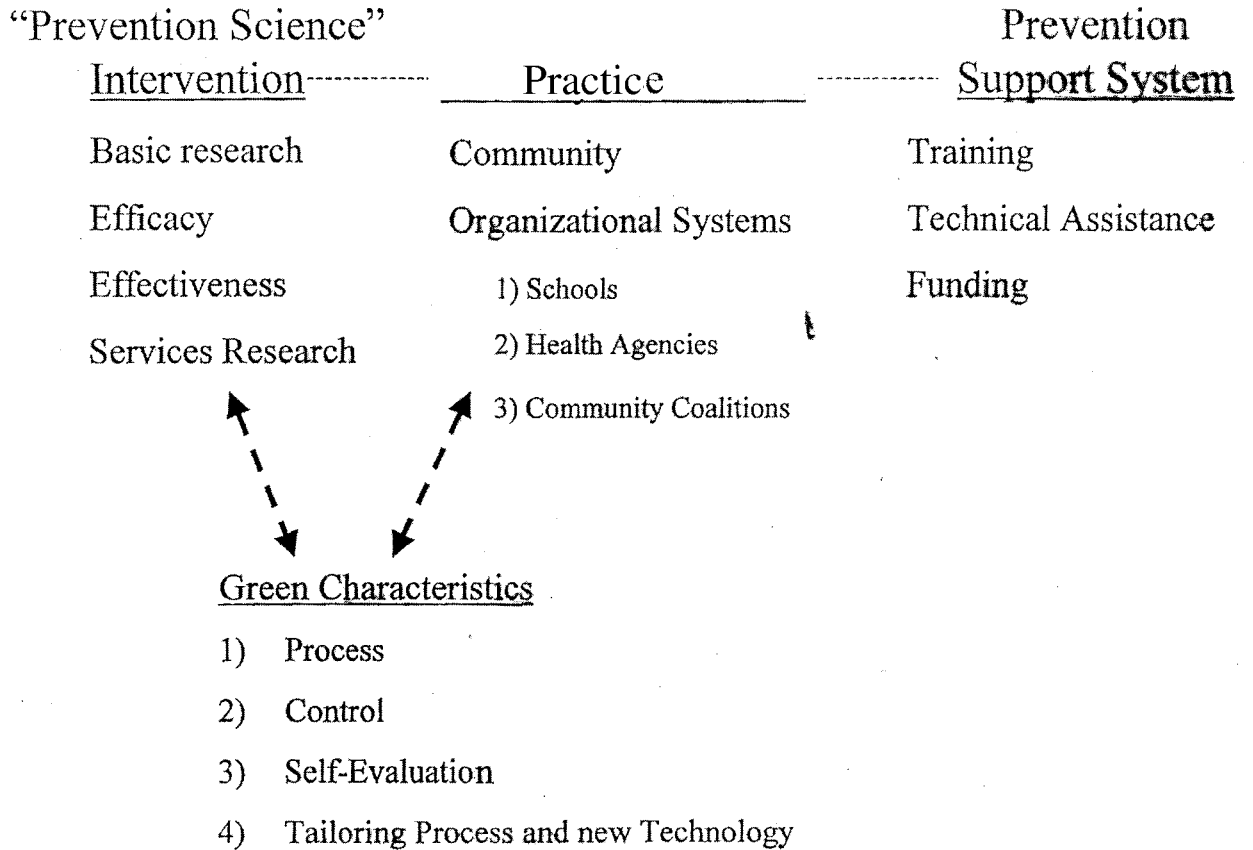 “Prevention Science”
Prevention
Intervention
Practice
Support System
Basic research
Efficacy
Effectiveness
Services Research
Community
Organizational Systems
1) Schools
2) Health Agencies
3) Community Coalitions
Training
Technical Assistance
Funding
Green Characteristics
1) Process
2) Control
3) Self-Evaluation
4) Tailoring Process and new Technology